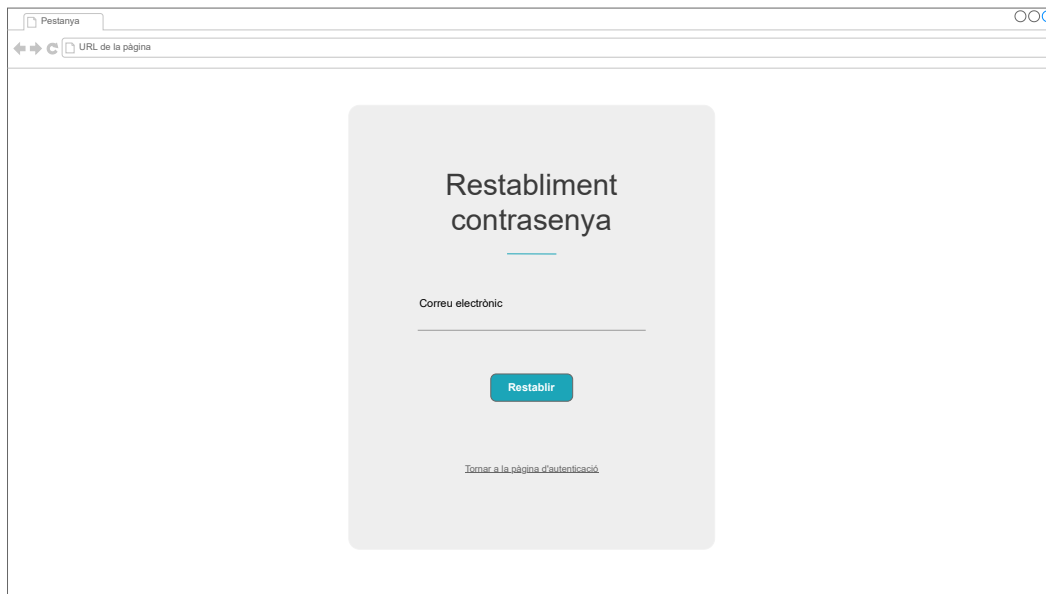 Pestanya
URL de la pàgina
Restabliment
contrasenya
Correu electrònic
Restablir
Tornar a la pàgina d'autenticació